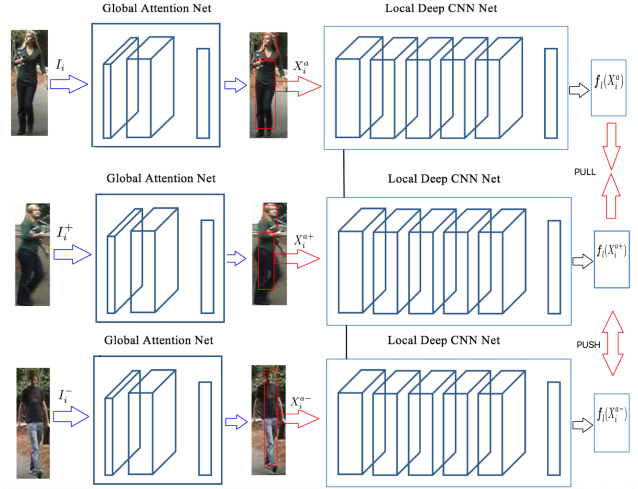 Global Attention Net
Local Deep CNN Net
I_i
X_i^a
f_l(X_i^a)
PULL
Global Attention Net
Local Deep CNN Net
I_i^+
X_i^{a+}
f_l(X_i^{a+})
PUSH
Global Attention Net
Local Deep CNN Net
I_i^-
X_i^{a-}
f_l(X_i^{a-})